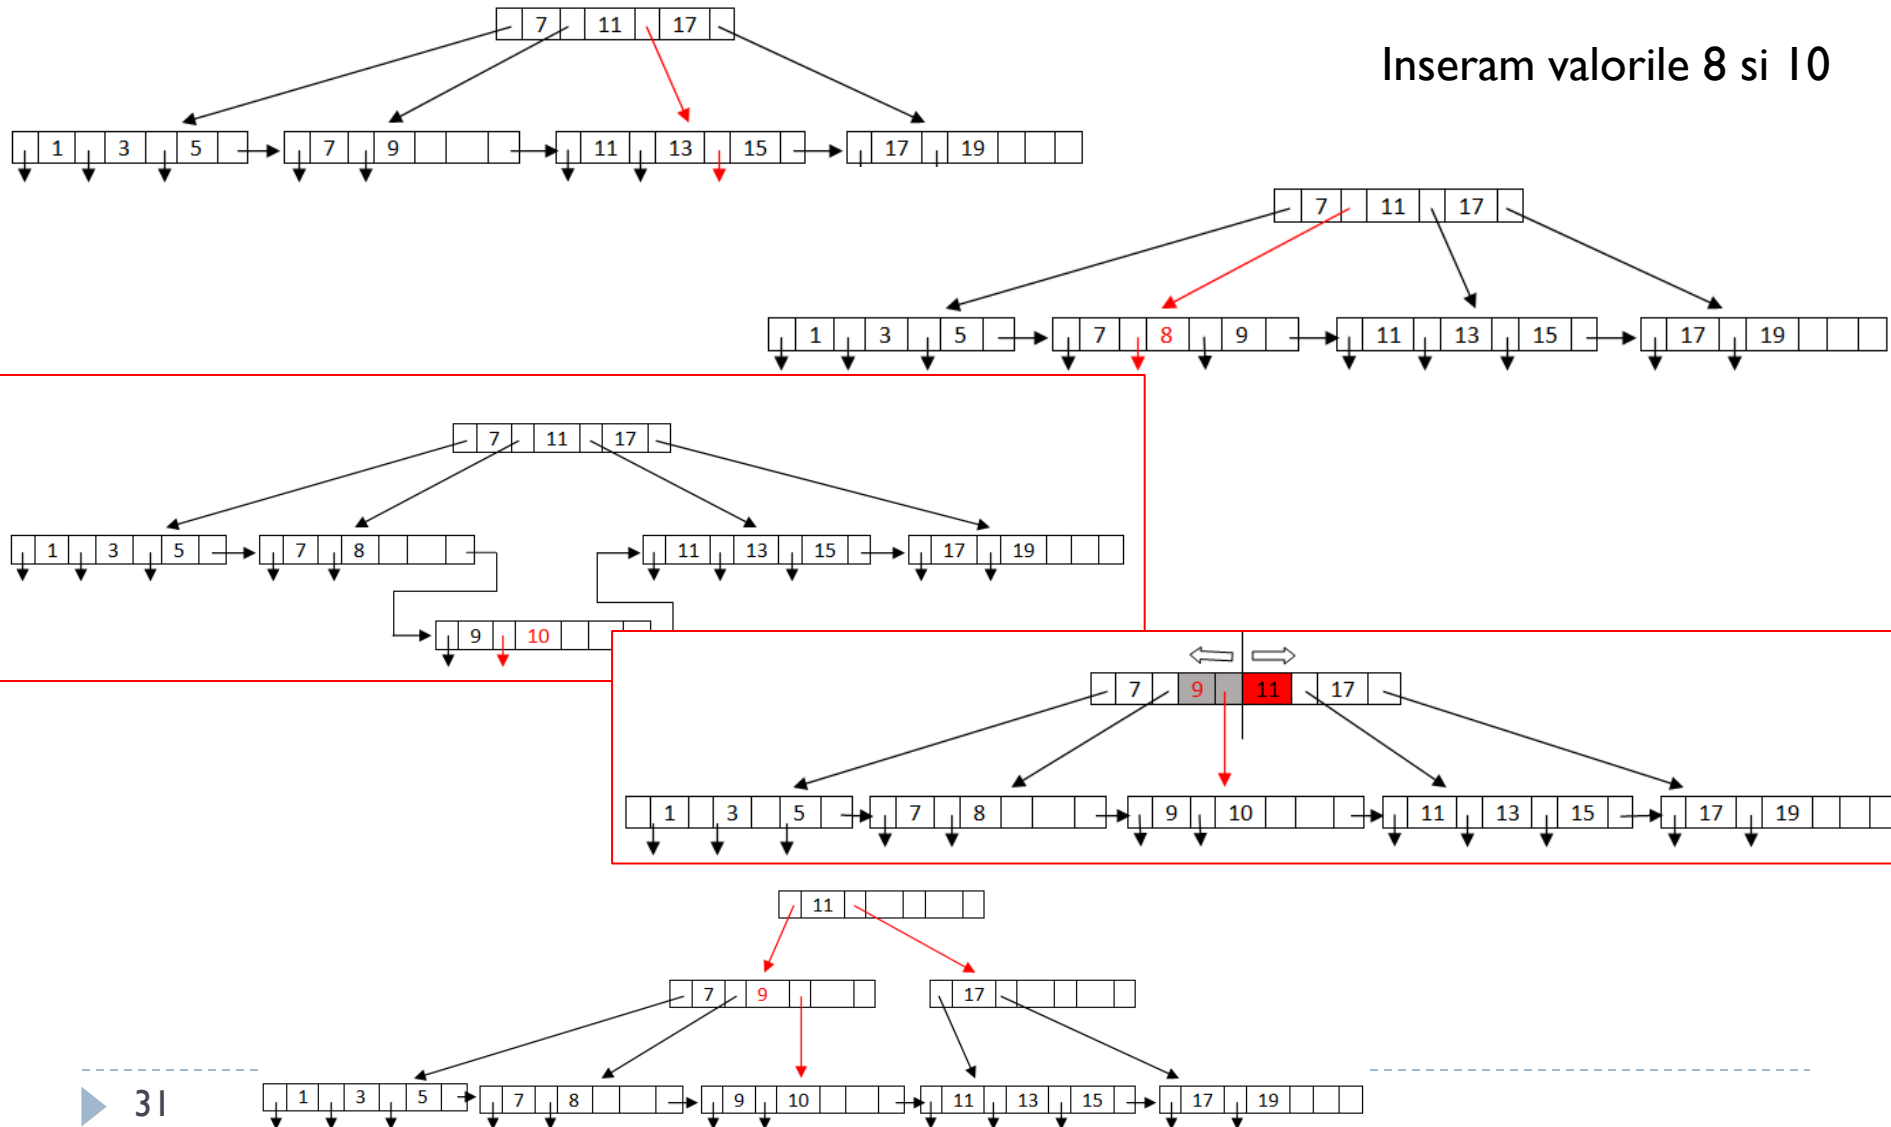 7 11 17
Inseram valorile 8 si 10
1 3 5 7 9 11 13 15 17 19
7 11 17
1 3 5 7 8 9 11 13 15 17 19
7 11 17
1 3 5 7 8 11 13 15 17 19
9 10
7 9 11 17
1 3 5 7 8 9 10 11 13 15 17 19
11
7 9 17
1 3 5 7 8 9 10 11 13 15 17 19
31